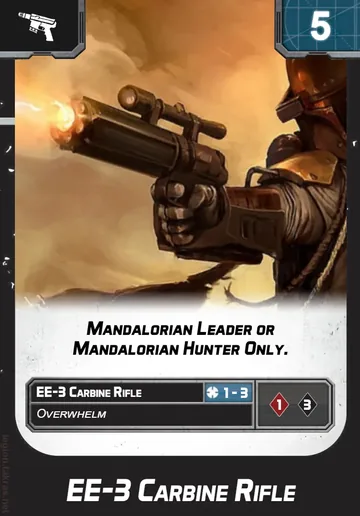 5
MANDALORIAN LEADER OR
MANDALORIAN HUNTER ONLY.
EE-3 CARBINE RIFLE 1 - 3
OVERWHELM
1 3
EE-3 CARBINE RIFLE